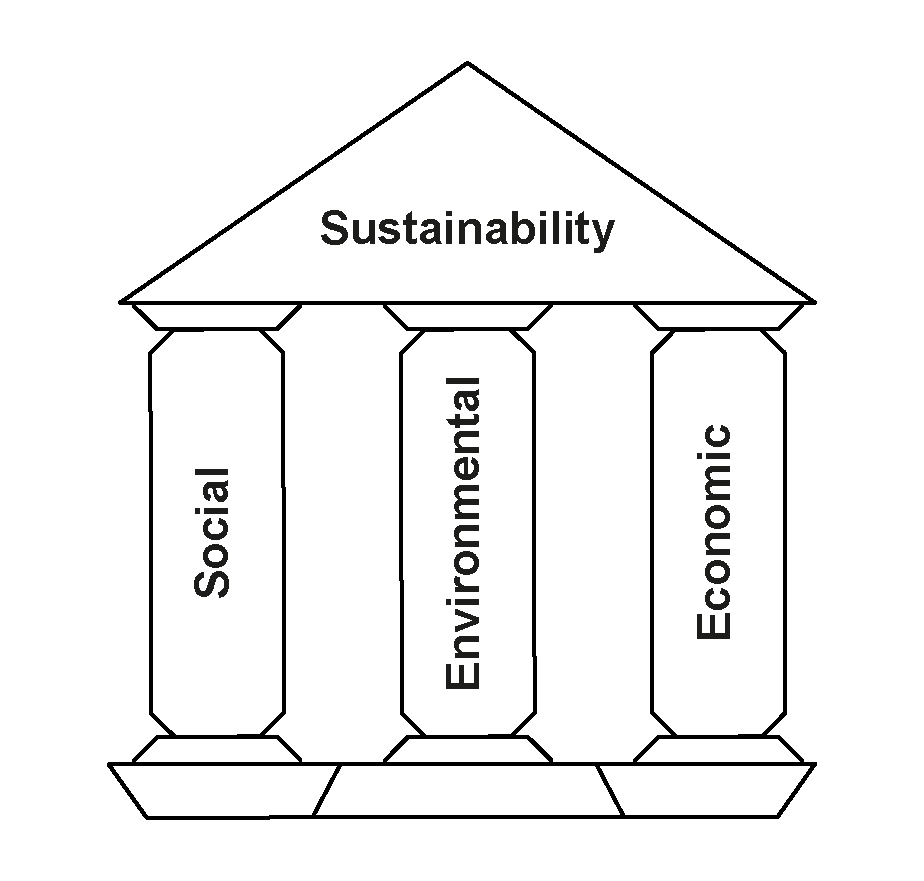 Sustainability
Social
Environmental
Economic